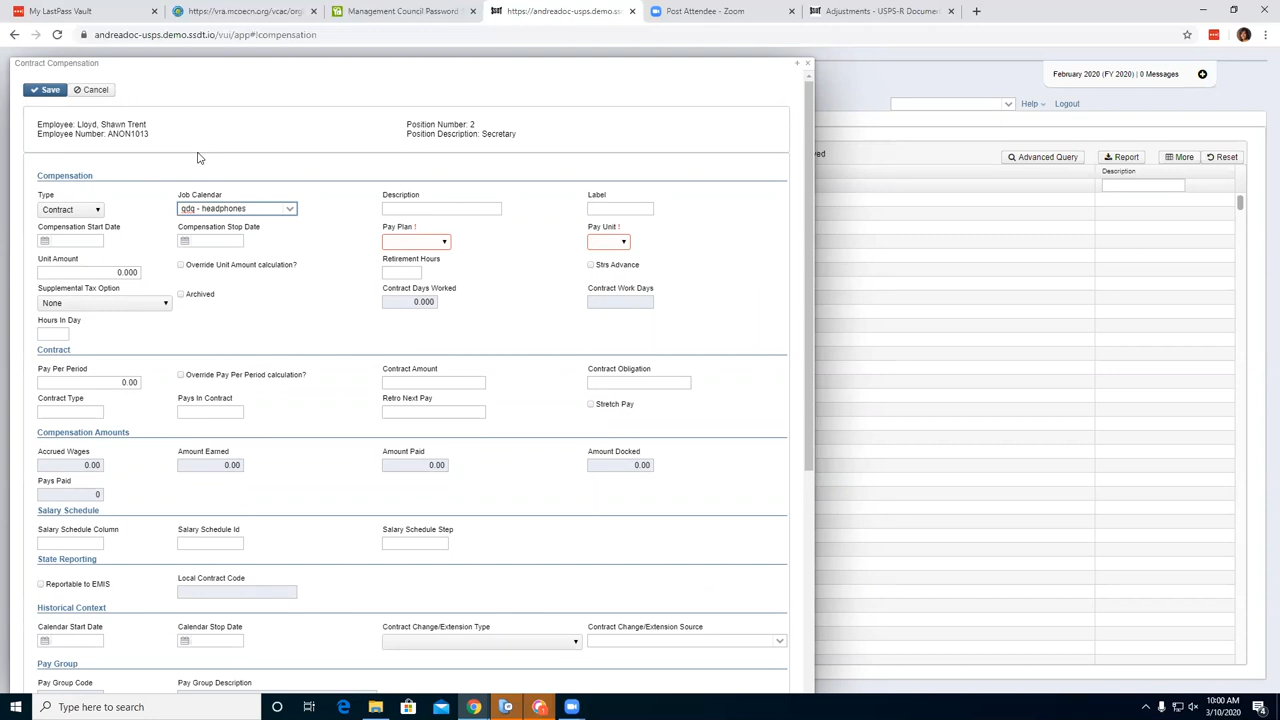 My LastPass Vault
https://vra.mcoecn.org/vcac/org
Management Council Password
https://andreadoc-usps.demo.ssdt
Post Attendee - Zoom
Adjustments - USPS-R Documen
andreadoc-usps.demo.ssdt.io/vui/app#!compensation
Contract Compensation
February 2020 (FY 2020) | 0 Messages
Save Cancel
Help Logout
Employee: Lloyd, Shawn Trent Position Number: 2
Employee Number: ANON1013 Position Description: Secretary
Advanced Query Report More Reset
Description
Compensation
Type Job Calendar Description Label
Contract qdq - headphones
Compensation Start Date Compensation Stop Date Pay Plan ! Pay Unit !
Unit Amount Override Unit Amount calculation? Retirement Hours Strs Advance
0.000
Supplemental Tax Option Archived Contract Days Worked Contract Work Days
None 0.000
Hours In Day
Contract
Pay Per Period Override Pay Per Period calculation? Contract Amount Contract Obligation
0.00
Contract Type Pays In Contract Retro Next Pay Stretch Pay
Compensation Amounts
Accrued Wages Amount Earned Amount Paid Amount Docked
0.00 0.00 0.00 0.00
Pays Paid
0
Salary Schedule
Salary Schedule Column Salary Schedule Id Salary Schedule Step
State Reporting
Reportable to EMIS Local Contract Code
Historical Context
Calendar Start Date Calendar Stop Date Contract Change/Extension Type Contract Change/Extension Source
Pay Group
Pay Group Code Pay Group Description
Type here to search
10:00 AM
3/10/2020